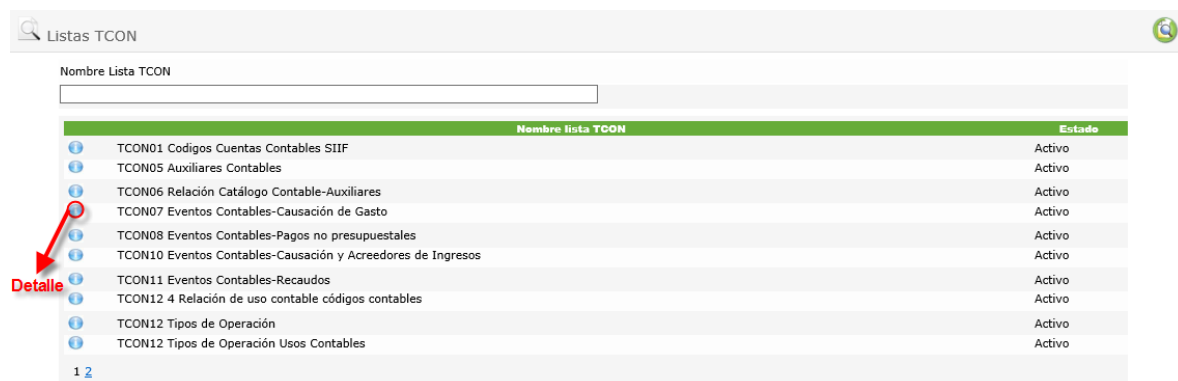 Listas TCON
Nombre Lista TCON
Nombre lista TCON Estado
TCON01 Codigos Cuentas Contables SIIF Activo
TCON05 Auxiliares Contables Activo
TCON06 Relación Catálogo Contable-Auxiliares Activo
TCON07 Eventos Contables-Causación de Gasto Activo
TCON08 Eventos Contables-Pagos no presupuestales Activo
TCON10 Eventos Contables-Causación y Acreedores de Ingresos Activo
Detalle
TCON11 Eventos Contables-Recaudos Activo
TCON12 4 Relación de uso contable códigos contables Activo
TCON12 Tipos de Operación Activo
TCON12 Tipos de Operación Usos Contables Activo
1 2